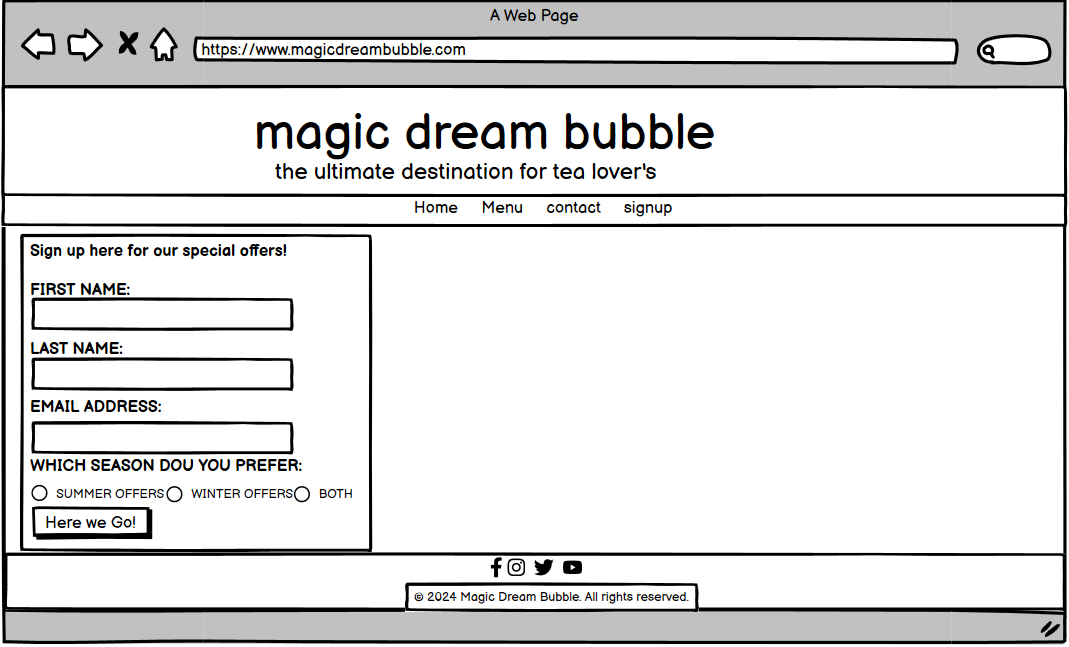 A Web Page
https://www.magicdreambubble.com
magic dream bubble
the ultimate destination for tea lover's
Home Menu contact signup
Sign up here for our special offers!
FIRST NAME:
LAST NAME:
EMAIL ADDRESS:
WHICH SEASON DOU YOU PREFER:
SUMMER OFFERS WINTER OFFERS BOTH
Here we Go!
© 2024 Magic Dream Bubble. All rights reserved.